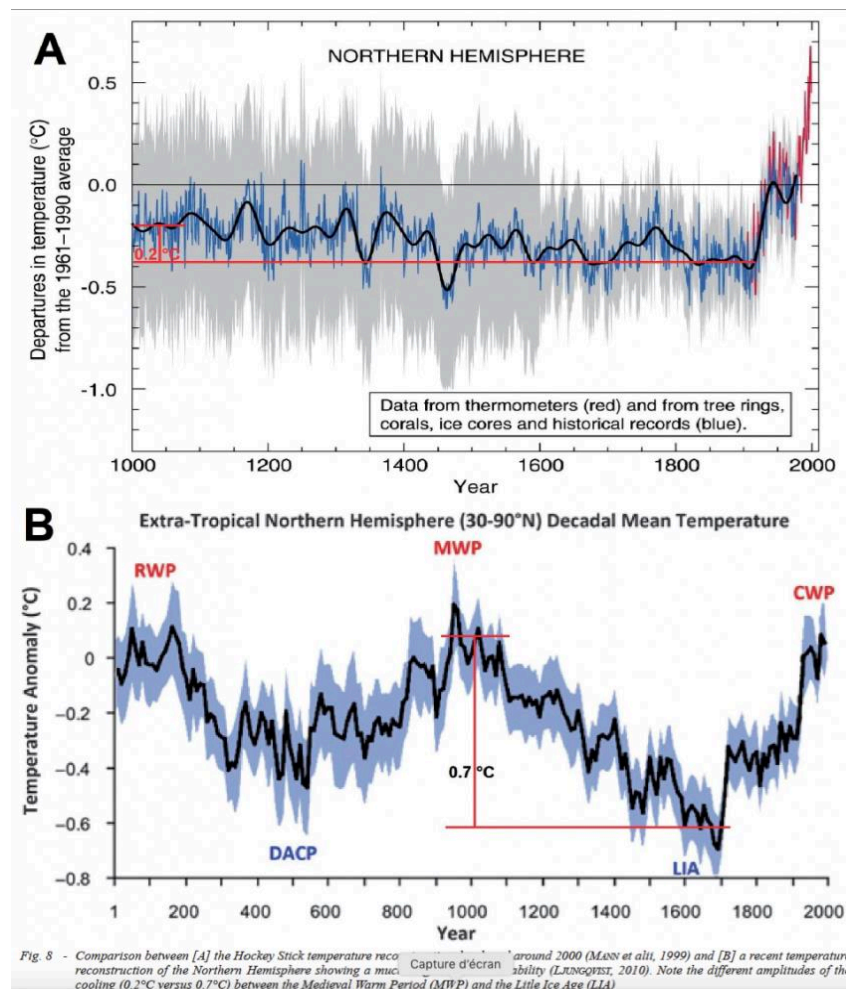 A
NORTHERN HEMISPHERE
Departures in temperature (°C)
from the 1961–1990 average
0.5
0.0
-0.5
-1.0
0.2°C
Data from thermometers (red) and from tree rings,
corals, ice cores and historical records (blue).
1000 1200 1400 1600 1800 2000
Year
B
Extra-Tropical Northern Hemisphere (30-90°N) Decadal Mean Temperature
Temperature Anomaly (°C)
0.4
0.2
0
-0.2
-0.4
-0.6
-0.8
RWP
MWP
CWP
0.7 °C
DACP
LIA
1 200 400 600 800 1000 1200 1400 1600 1800 2000
Year
Fig. 8 - Comparison between [A] the Hockey Stick temperature around 2000 (MANN et alii, 1999) and [B] a recent temperature
reconstruction of the Northern Hemisphere showing a (LJUNGQVIST, 2010). Note the different amplitudes of the
cooling (0.2°C versus 0.7°C) between the Medieval Warm Period (MWP) and the Little Ice Age (LIA)
Capture d'écran